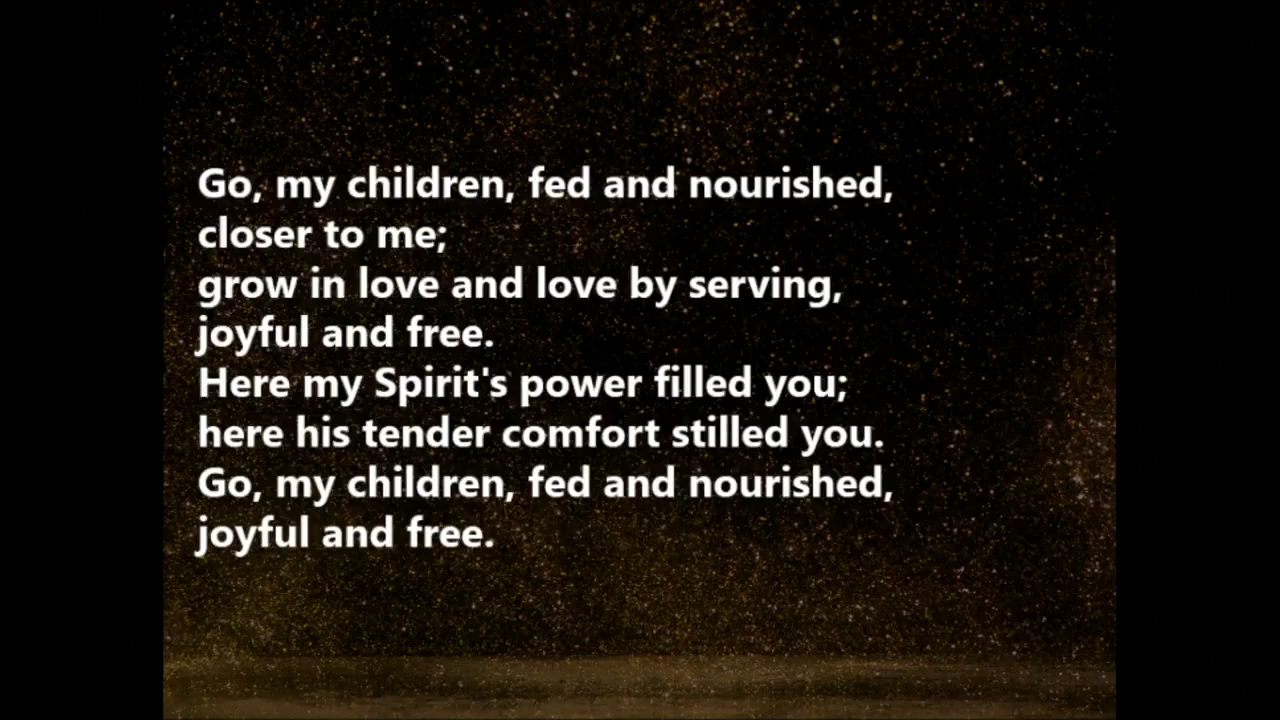 Go, my children, fed and nourished,
closer to me;
grow in love and love by serving,
joyful and free.
Here my Spirit's power filled you;
here his tender comfort stilled you.
Go, my children, fed and nourished,
joyful and free.